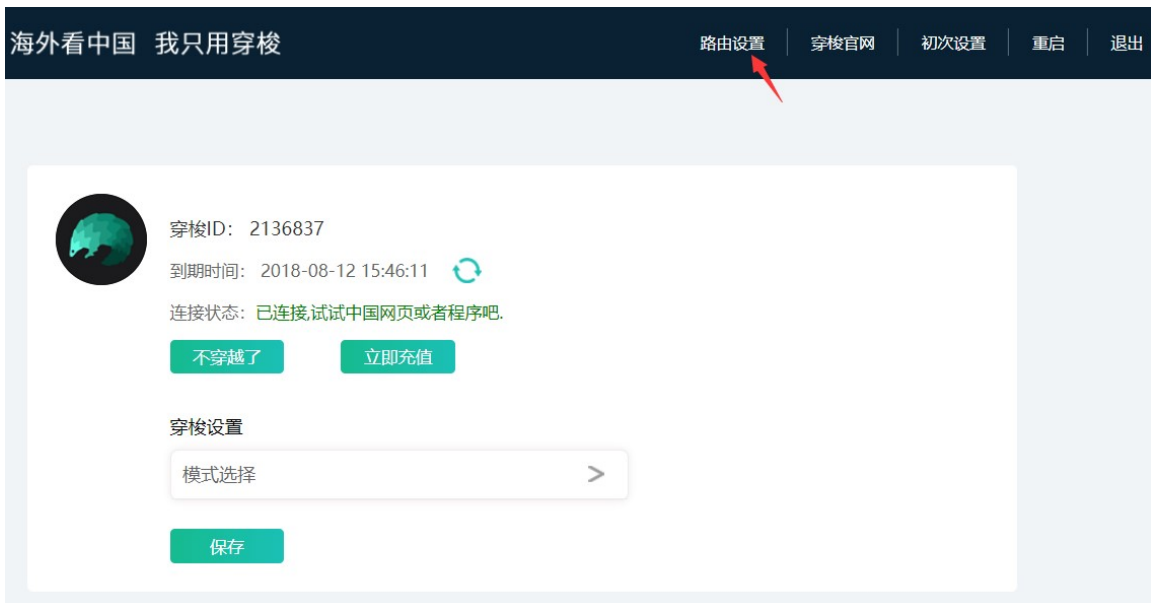 海外看中国 我只用穿梭
路由设置 穿梭官网 初次设置 重启 退出
穿梭ID: 2136837
到期时间: 2018-08-12 15:46:11
连接状态: 已连接,试试中国网页或者程序吧.
不穿越了 立即充值
穿梭设置
模式选择 >
保存